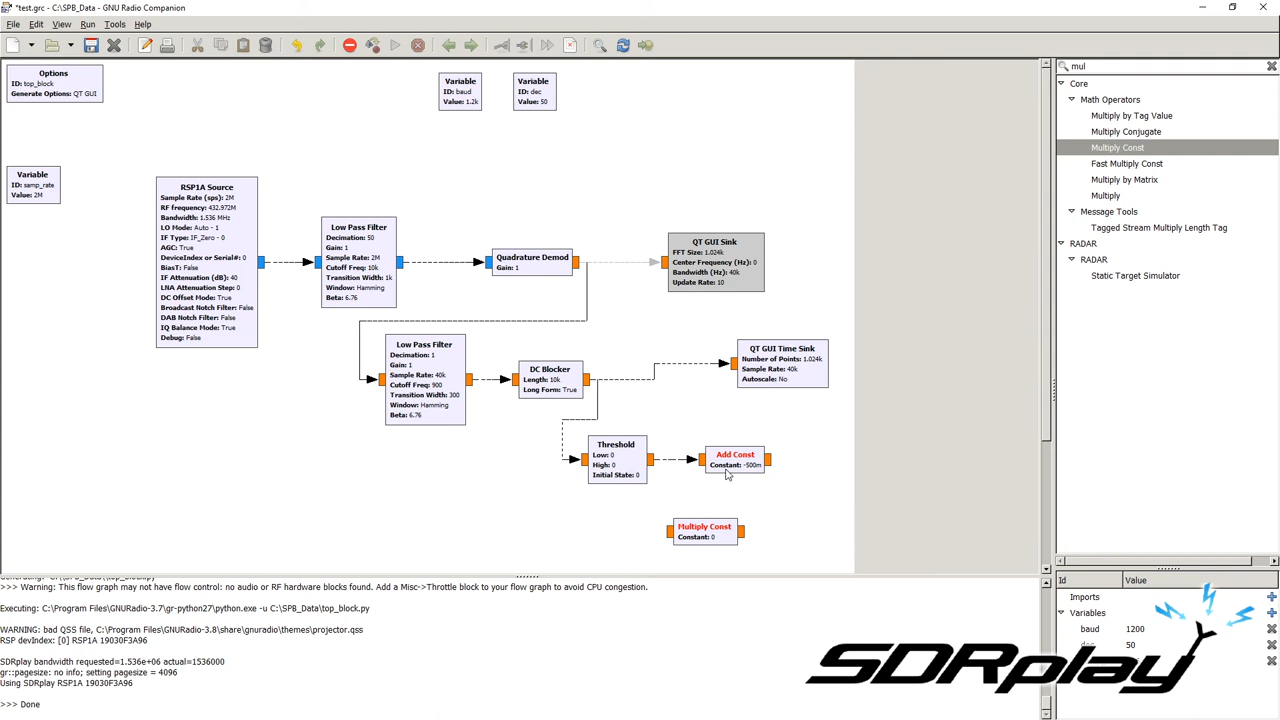 *test.grc - C:\SPB_Data - GNU Radio Companion
File Edit View Run Tools Help
mul
Core
Math Operators
Multiply by Tag Value
Multiply Conjugate
Multiply Const
Fast Multiply Const
Multiply by Matrix
Multiply
Message Tools
Tagged Stream Multiply Length Tag
RADAR
RADAR
Static Target Simulator
Options
ID: top_block
Generate Options: QT GUI
Variable
ID: baud
Value: 1.2k
Variable
ID: dec
Value: 50
Variable
ID: samp_rate
Value: 2M
RSP1A Source
Sample Rate (sps): 2M
RF frequency: 432.972M
Bandwidth: 1.536 MHz
LO Mode: Auto - 1
IF Type: IF_Zero - 0
AGC: True
DeviceIndex or Serial#: 0
BiasT: False
IF Attenuation (dB): 40
LNA Attenuation Step: 0
DC Offset Mode: True
Broadcast Notch Filter: False
DAB Notch Filter: False
IQ Balance Mode: True
Debug: False
Low Pass Filter
Decimation: 50
Gain: 1
Sample Rate: 2M
Cutoff Freq: 10k
Transition Width: 1k
Window: Hamming
Beta: 6.76
Quadrature Demod
Gain: 1
QT GUI Sink
FFT Size: 1.024k
Center Frequency (Hz): 0
Bandwidth (Hz): 40k
Update Rate: 10
Low Pass Filter
Decimation: 1
Gain: 1
Sample Rate: 40k
Cutoff Freq: 900
Transition Width: 300
Window: Hamming
Beta: 6.76
DC Blocker
Length: 10k
Long Form: True
QT GUI Time Sink
Number of Points: 1.024k
Sample Rate: 40k
Autoscale: No
Threshold
Low: 0
High: 0
Initial State: 0
Add Const
Constant: -500m
Multiply Const
Constant: 0
>>> Warning: This flow graph may not have flow control: no audio or RF hardware blocks found. Add a Misc->Throttle block to your flow graph to avoid CPU congestion.
Executing: C:\Program Files\GNURadio-3.7\gr-python27\python.exe -u C:\SPB_Data\top_block.py
WARNING: bad QSS file, C:\Program Files\GNURadio-3.8\share\gnuradio\themes\projector.qss
RSP devIndex: [0] RSP1A 19030F3A96
SDRplay bandwidth requested=1.536e+06 actual=1536000
gr::pagesize: no info; setting pagesize = 4096
Using SDRplay RSP1A 19030F3A96
>>> Done
Id Value
Imports
Variables
baud 1200
50
SDRplay